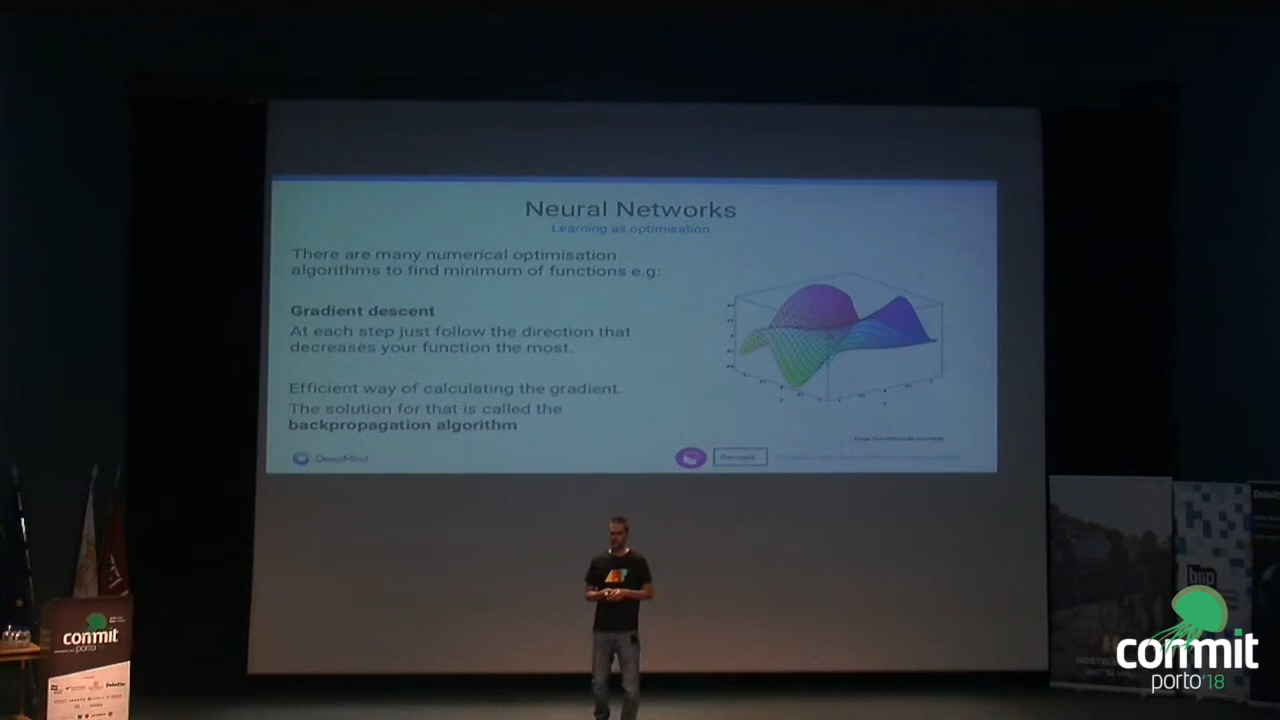 Neural Networks
Learning as optimisation
There are many numerical optimisation
algorithms to find minimum of functions e.g:
Gradient descent
At each step just follow the direction that
decreases your function the most.
Efficient way of calculating the gradient.
The solution for that is called the
backpropagation algorithm
DeepMind
commit
porto
Deloitte
biip
commit
porto'18